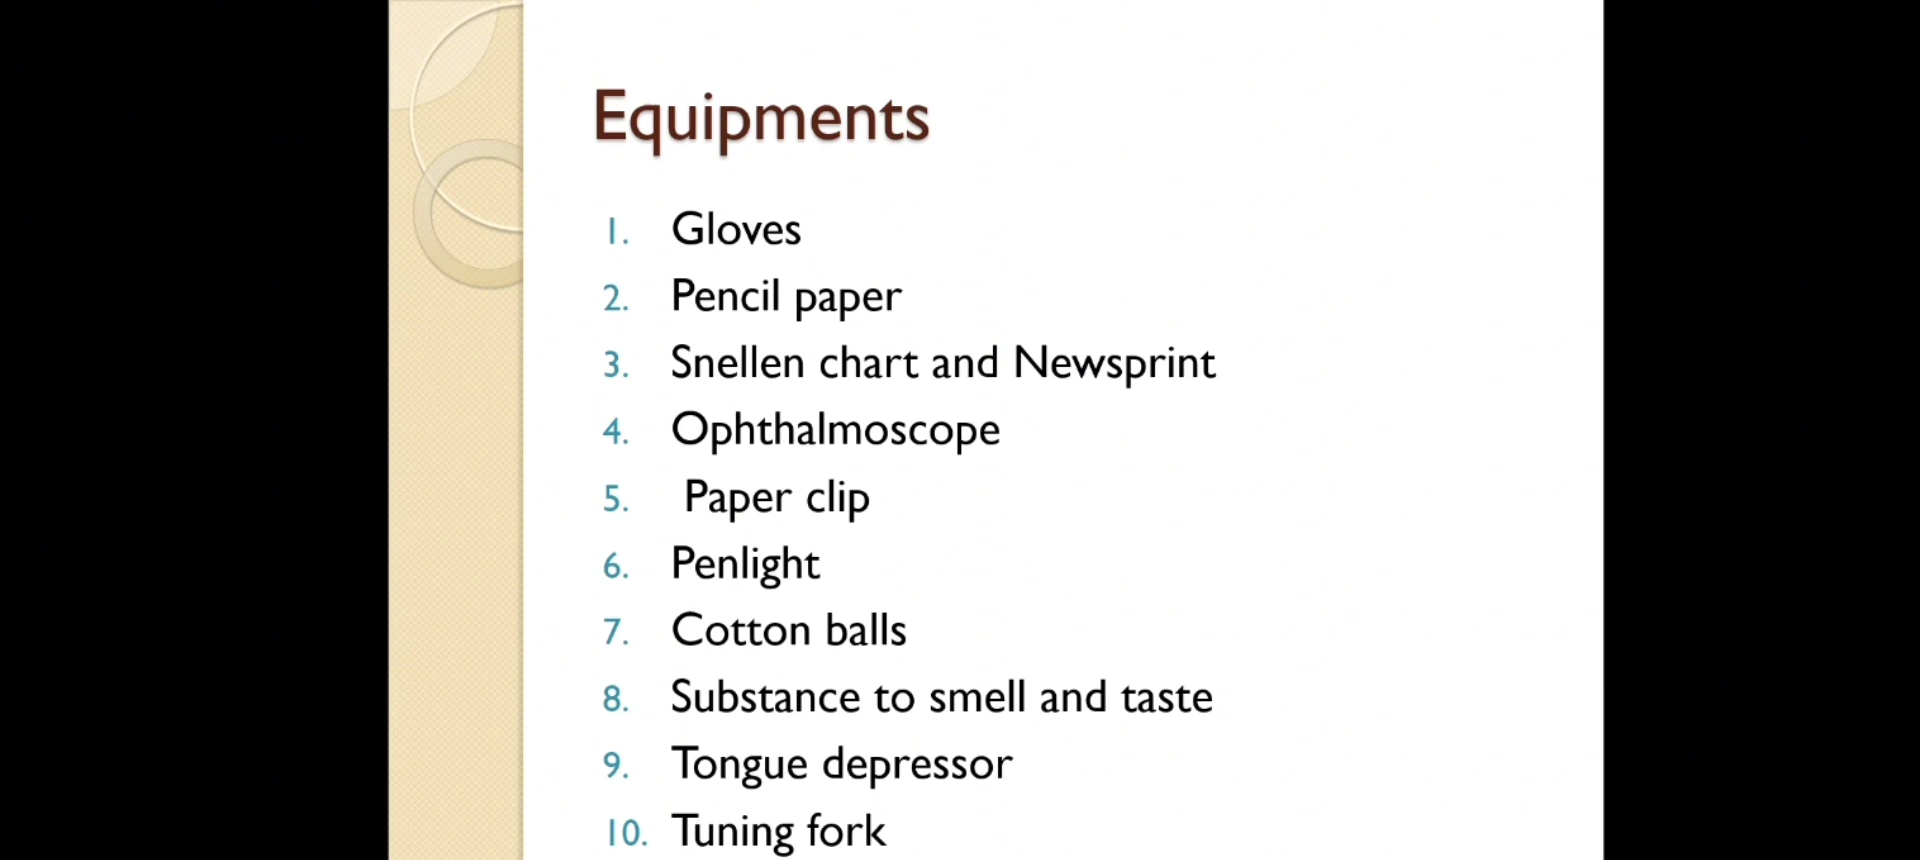 Equipments
1. Gloves
2. Pencil paper
3. Snellen chart and Newsprint
4. Ophthalmoscope
5. Paper clip
6. Penlight
7. Cotton balls
8. Substance to smell and taste
9. Tongue depressor
10. Tuning fork